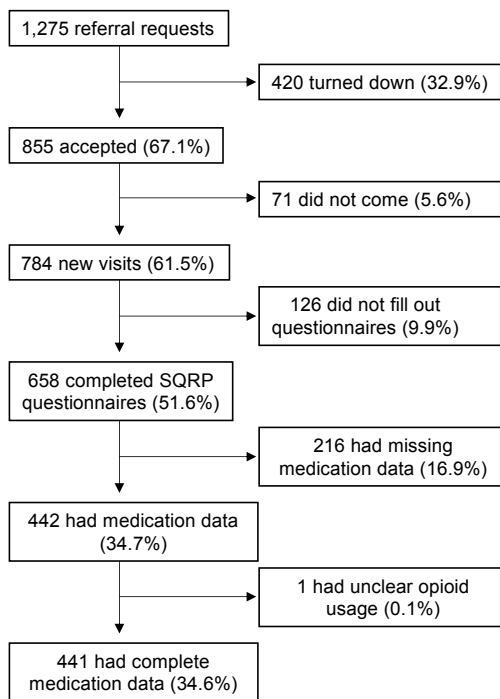 1,275 referral requests
420 turned down (32.9%)
855 accepted (67.1%)
71 did not come (5.6%)
784 new visits (61.5%)
126 did not fill out
questionnaires (9.9%)
658 completed SQRP
questionnaires (51.6%)
216 had missing
medication data (16.9%)
442 had medication data
(34.7%)
1 had unclear opioid
usage (0.1%)
441 had complete
medication data (34.6%)